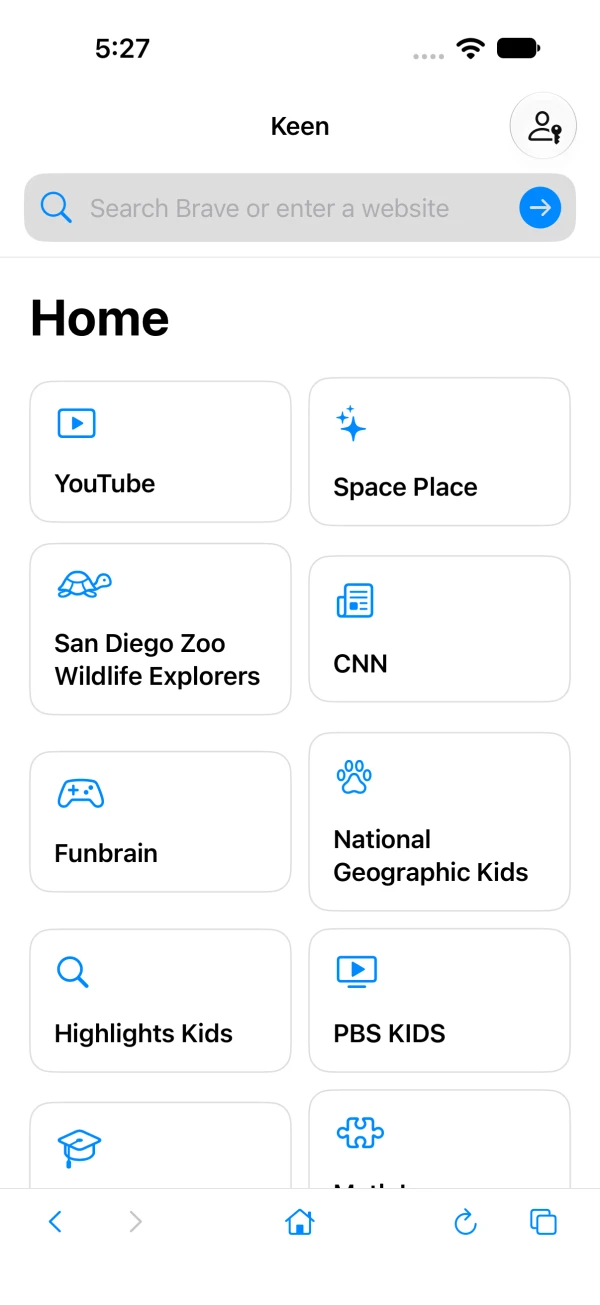 5:27
Keen
Search Brave or enter a website
Home
YouTube
Space Place
San Diego Zoo
Wildlife Explorers
CNN
Funbrain
National
Geographic Kids
Highlights Kids
PBS KIDS